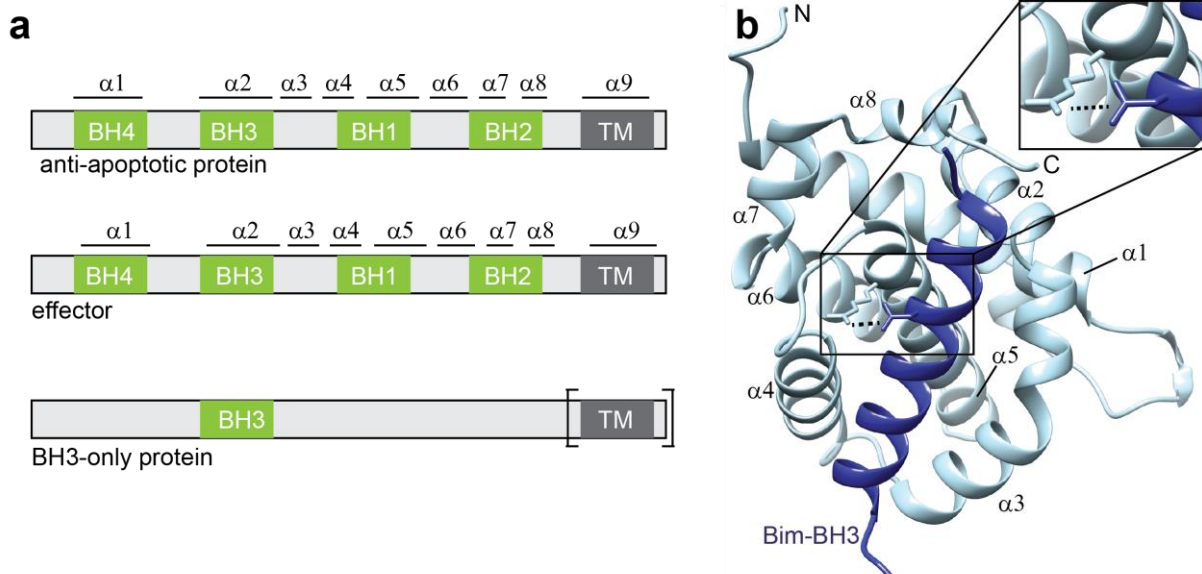 a
α1 α2 α3 α4 α5 α6 α7 α8 α9
BH4 BH3 BH1 BH2 TM
anti-apoptotic protein
α1 α2 α3 α4 α5 α6 α7 α8 α9
BH4 BH3 BH1 BH2 TM
effector
BH3 TM
BH3-only protein
b
N
α8
C
α2
α7
α1
α6
α5
α4
α3
Bim-BH3